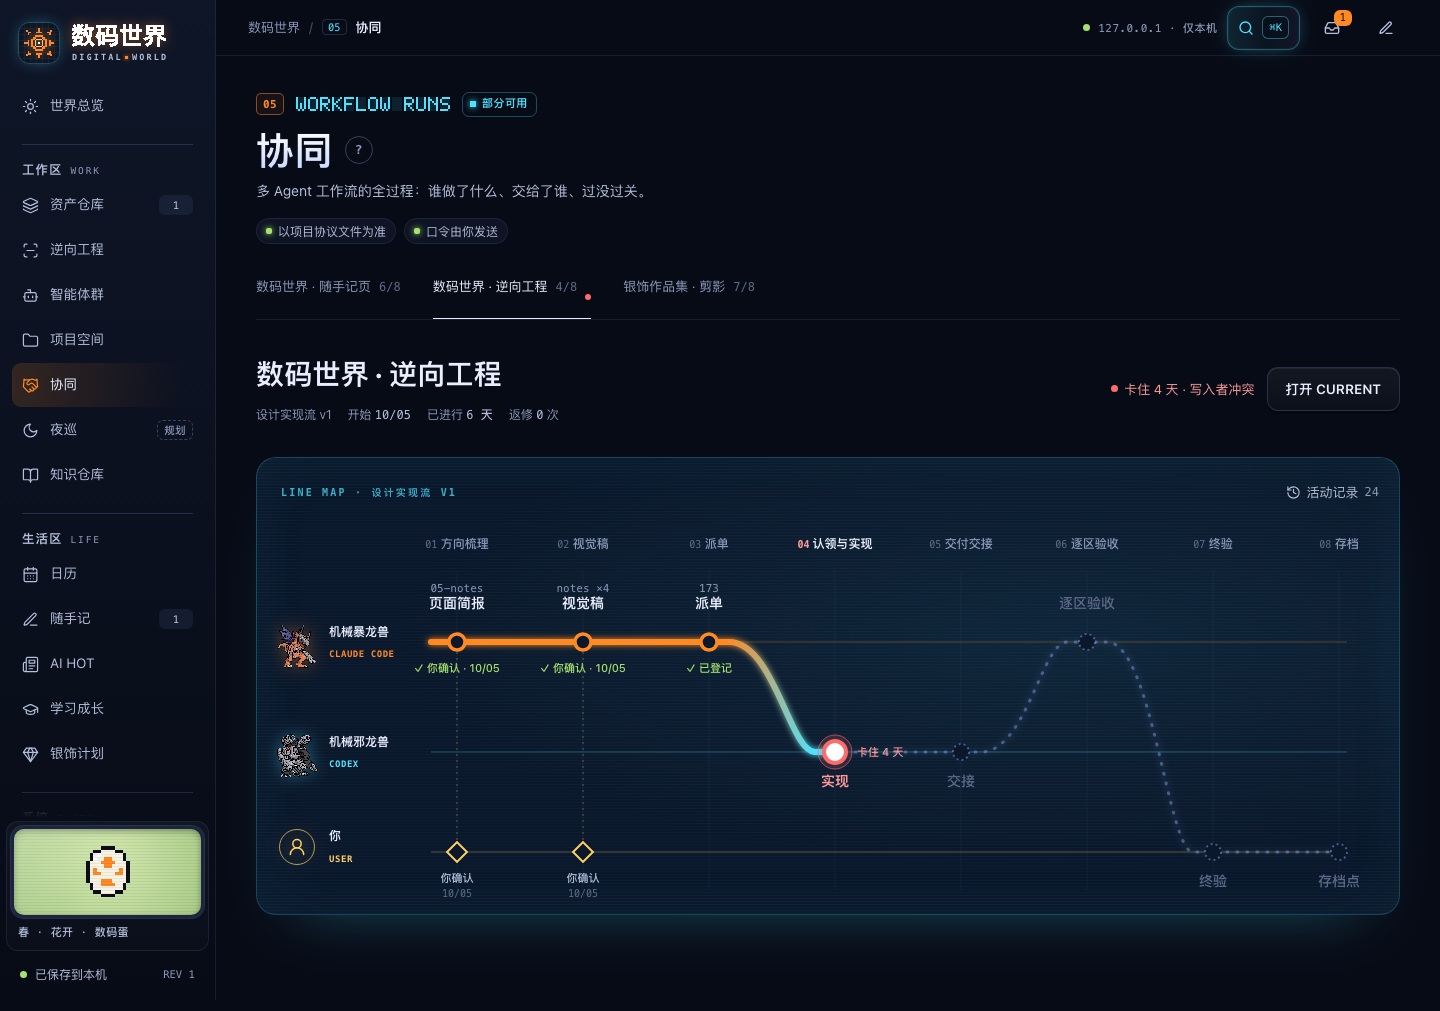 数码世界
DIGITAL WORLD
世界总览
工作区 WORK
资产仓库 1
逆向工程
智能体群
项目空间
协同
夜巡 规划
知识仓库
生活区 LIFE
日历
随手记 1
AI HOT
学习成长
银饰计划
春 · 花开 · 数码蛋
已保存到本机 REV 1
数码世界 / 05 协同
127.0.0.1 · 仅本机
⌘K
1
05 WORKFLOW RUNS 部分可用
协同 ?
多 Agent 工作流的全过程：谁做了什么、交给了谁、过没过关。
以项目协议文件为准 口令由你发送
数码世界 · 随手记页 6/8
数码世界 · 逆向工程 4/8
银饰作品集 · 剪影 7/8
数码世界 · 逆向工程
设计实现流 v1 开始 10/05 已进行 6 天 返修 0 次
卡住 4 天 · 写入者冲突
打开 CURRENT
LINE MAP · 设计实现流 V1
活动记录 24
01 方向梳理 02 视觉稿 03 派单 04 认领与实现 05 交付交接 06 逐区验收 07 终验 08 存档
05-notes notes ×4 173
页面简报 视觉稿 派单 逐区验收
机械暴龙兽
CLAUDE CODE
✓ 你确认 · 10/05 ✓ 你确认 · 10/05 ✓ 已登记
机械邪龙兽
CODEX
卡住 4 天
实现 交接
你
USER
你确认 你确认 终验 存档点
10/05 10/05